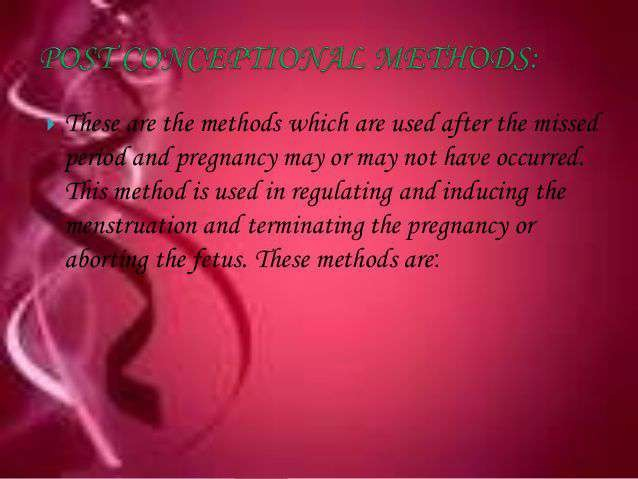 POST CONCEPTIONAL METHODS:
These are the methods which are used after the missed
period and pregnancy may or may not have occurred.
This method is used in regulating and inducing the
menstruation and terminating the pregnancy or
aborting the fetus. These methods are: